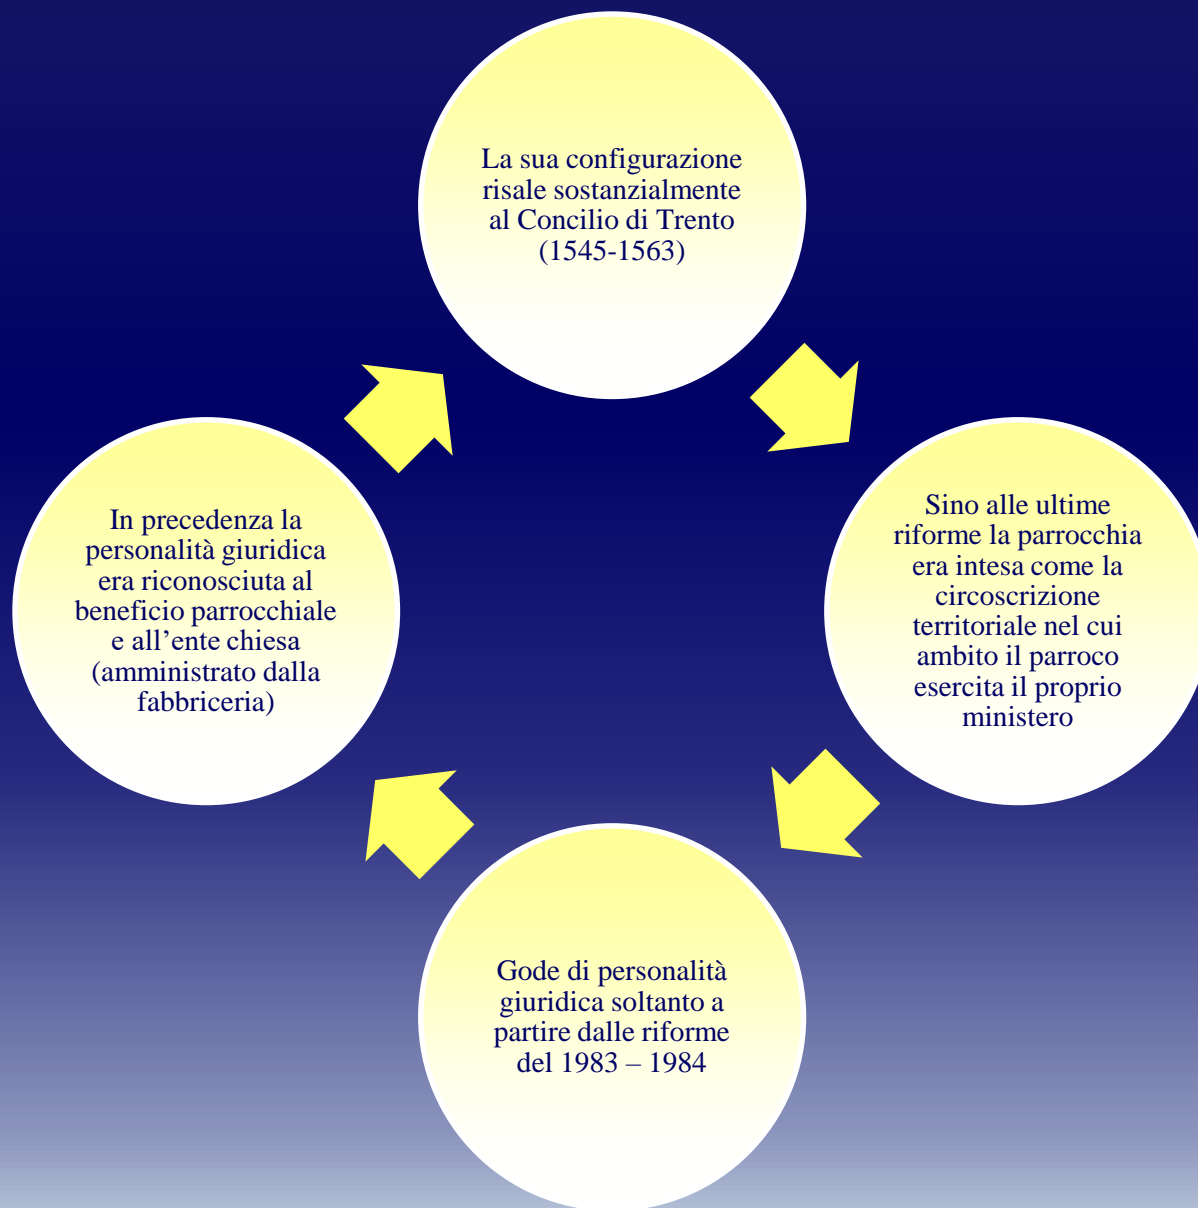 La sua configurazione
risale sostanzialmente
al Concilio di Trento
(1545-1563)
Sino alle ultime
riforme la parrocchia
era intesa come la
circoscrizione
territoriale nel cui
ambito il parroco
esercita il proprio
ministero
Gode di personalità
giuridica soltanto a
partire dalle riforme
del 1983 – 1984
In precedenza la
personalità giuridica
era riconosciuta al
beneficio parrocchiale
e all’ente chiesa
(amministrato dalla
fabbriceria)